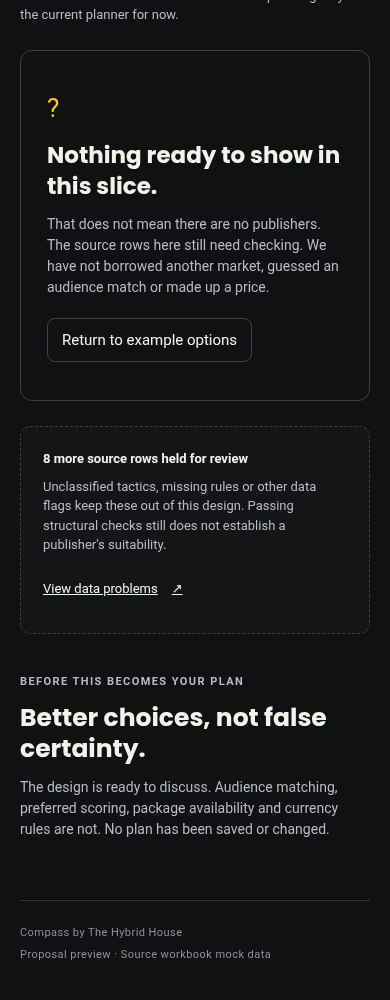 the current planner for now.
?
Nothing ready to show in
this slice.
That does not mean there are no publishers.
The source rows here still need checking. We
have not borrowed another market, guessed an
audience match or made up a price.
Return to example options
8 more source rows held for review
Unclassified tactics, missing rules or other data
flags keep these out of this design. Passing
structural checks still does not establish a
publisher's suitability.
View data problems ↗
BEFORE THIS BECOMES YOUR PLAN
Better choices, not false
certainty.
The design is ready to discuss. Audience matching,
preferred scoring, package availability and currency
rules are not. No plan has been saved or changed.
Compass by The Hybrid House
Proposal preview · Source workbook mock data